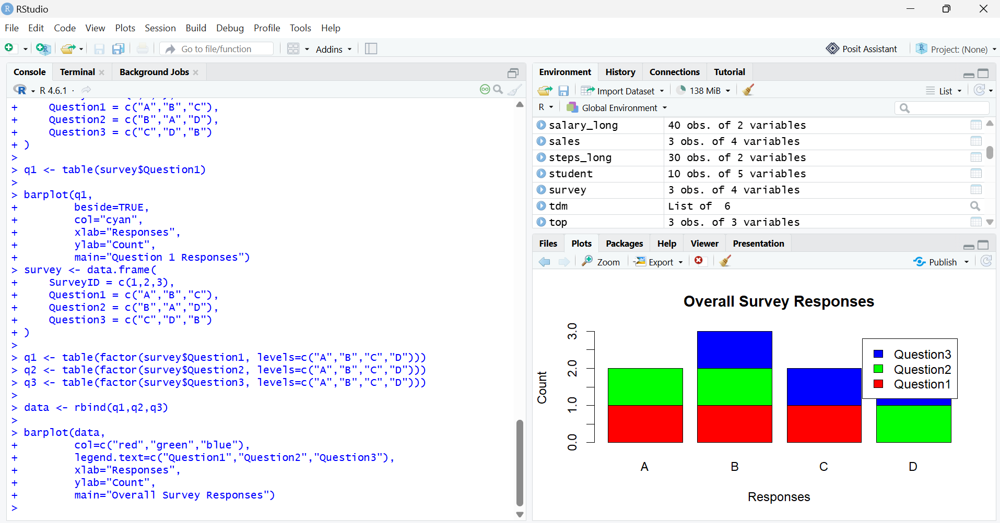 RStudio
File Edit Code View Plots Session Build Debug Profile Tools Help
Go to file/function Addins Posit Assistant Project: (None)
Console Terminal Background Jobs
R 4.6.1 ·
+     Question1 = c("A","B","C"),
+     Question2 = c("B","A","D"),
+     Question3 = c("C","D","B")
+ )
>
> q1 <- table(survey$Question1)
>
> barplot(q1,
+         beside=TRUE,
+         col="cyan",
+         xlab="Responses",
+         ylab="Count",
+         main="Question 1 Responses")
> survey <- data.frame(
+     SurveyID = c(1,2,3),
+     Question1 = c("A","B","C"),
+     Question2 = c("B","A","D"),
+     Question3 = c("C","D","B")
+ )
>
> q1 <- table(factor(survey$Question1, levels=c("A","B","C","D")))
> q2 <- table(factor(survey$Question2, levels=c("A","B","C","D")))
> q3 <- table(factor(survey$Question3, levels=c("A","B","C","D")))
>
> data <- rbind(q1,q2,q3)
>
> barplot(data,
+         col=c("red","green","blue"),
+         legend.text=c("Question1","Question2","Question3"),
+         xlab="Responses",
+         ylab="Count",
+         main="Overall Survey Responses")
>
Environment History Connections Tutorial
Import Dataset 138 MiB List
R Global Environment
salary_long 40 obs. of 2 variables
sales 3 obs. of 4 variables
steps_long 30 obs. of 2 variables
student 10 obs. of 5 variables
survey 3 obs. of 4 variables
tdm List of 6
top 3 obs. of 3 variables
Files Plots Packages Help Viewer Presentation
Zoom Export Publish
Overall Survey Responses
3.0
2.0
1.0
0.0
Count
Question3
Question2
Question1
A B C D
Responses